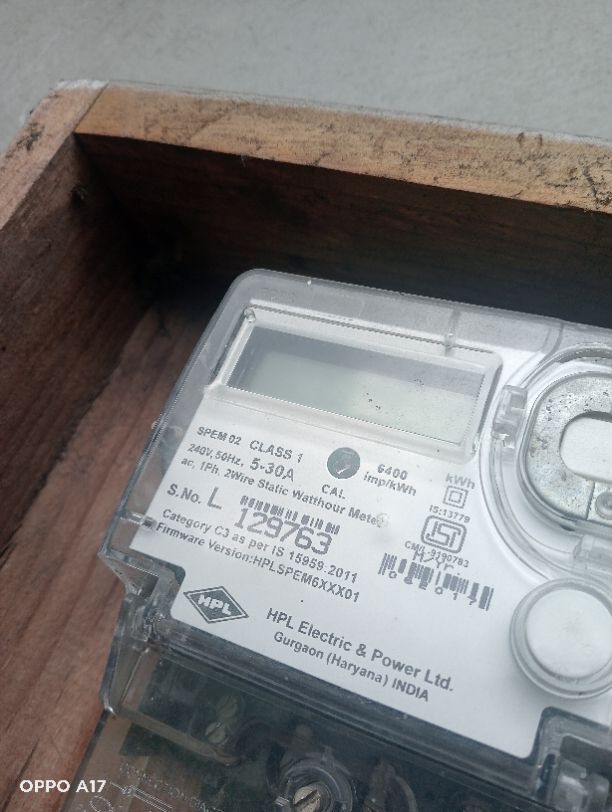 SPEM 02 CLASS 1
240V, 50Hz, 5-30A
CAL
6400
imp/kWh
kWh
ac, 1Ph, 2Wire Static Watthour Meter
IS:13779
S.No. L 129763
Category C3 as per IS 15959:2011
Firmware Version:HPLSPEM6XXX01
M/Yr.
HPL
HPL Electric & Power Ltd.
Gurgaon (Haryana) INDIA
OPPO A17